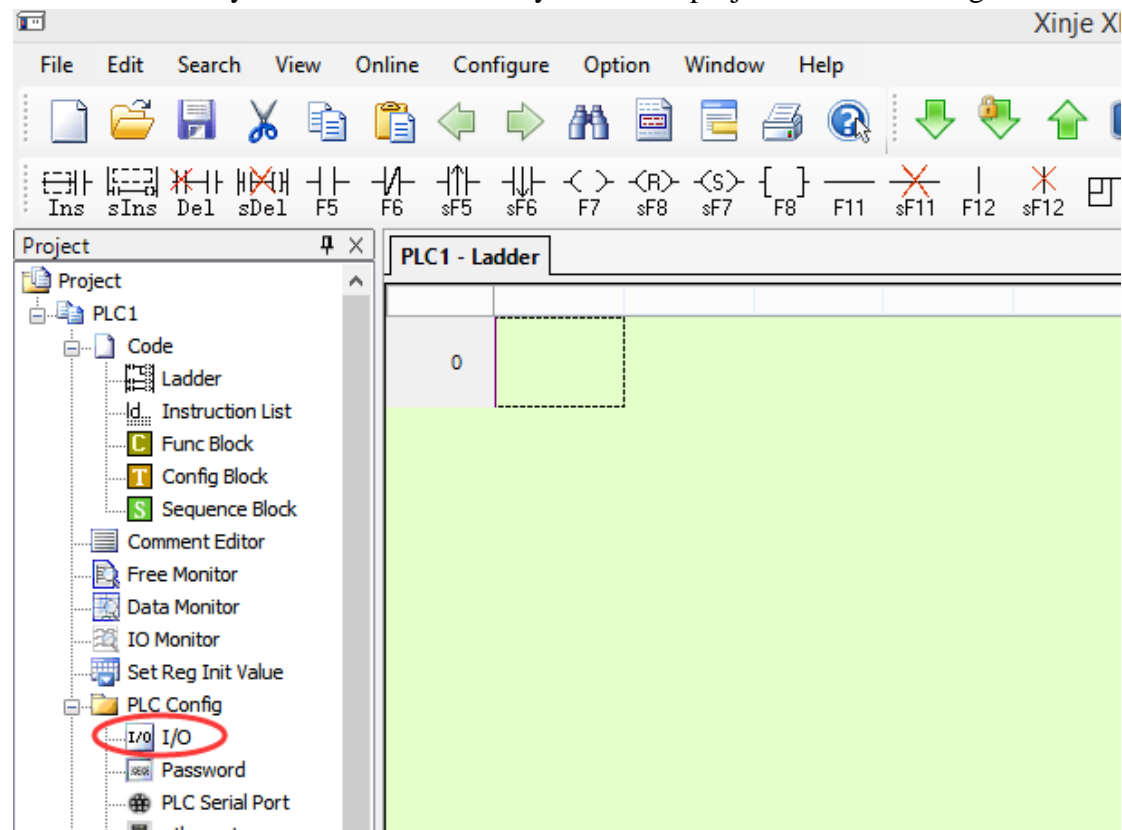 Xinje X
File Edit Search View Online Configure Option Window Help
Ins sIns Del sDel F5 F6 sF5 sF6 F7 sF8 sF7 F8 F11 sF11 F12 sF12
Project
PLC1 - Ladder
Project
PLC1
Code
0
Ladder
Instruction List
C Func Block
T Config Block
S Sequence Block
Comment Editor
Free Monitor
Data Monitor
IO Monitor
Set Reg Init Value
PLC Config
I/O I/O
Password
PLC Serial Port